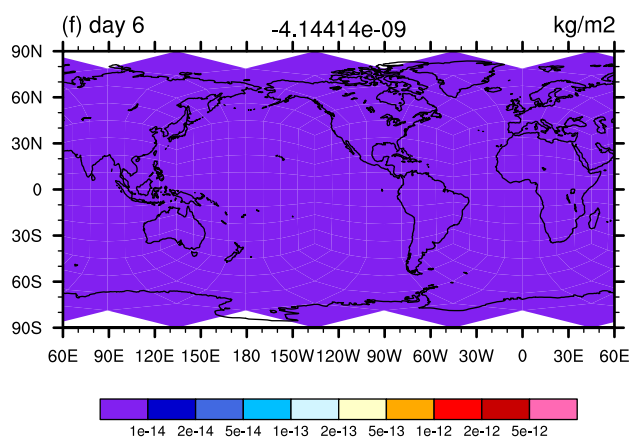 (f) day 6 -4.14414e-09 kg/m2
90N
60N
30N
0
30S
60S
90S
60E 90E 120E 150E 180 150W 120W 90W 60W 30W 0 30E 60E
1e-14 2e-14 5e-14 1e-13 2e-13 5e-13 1e-12 2e-12 5e-12